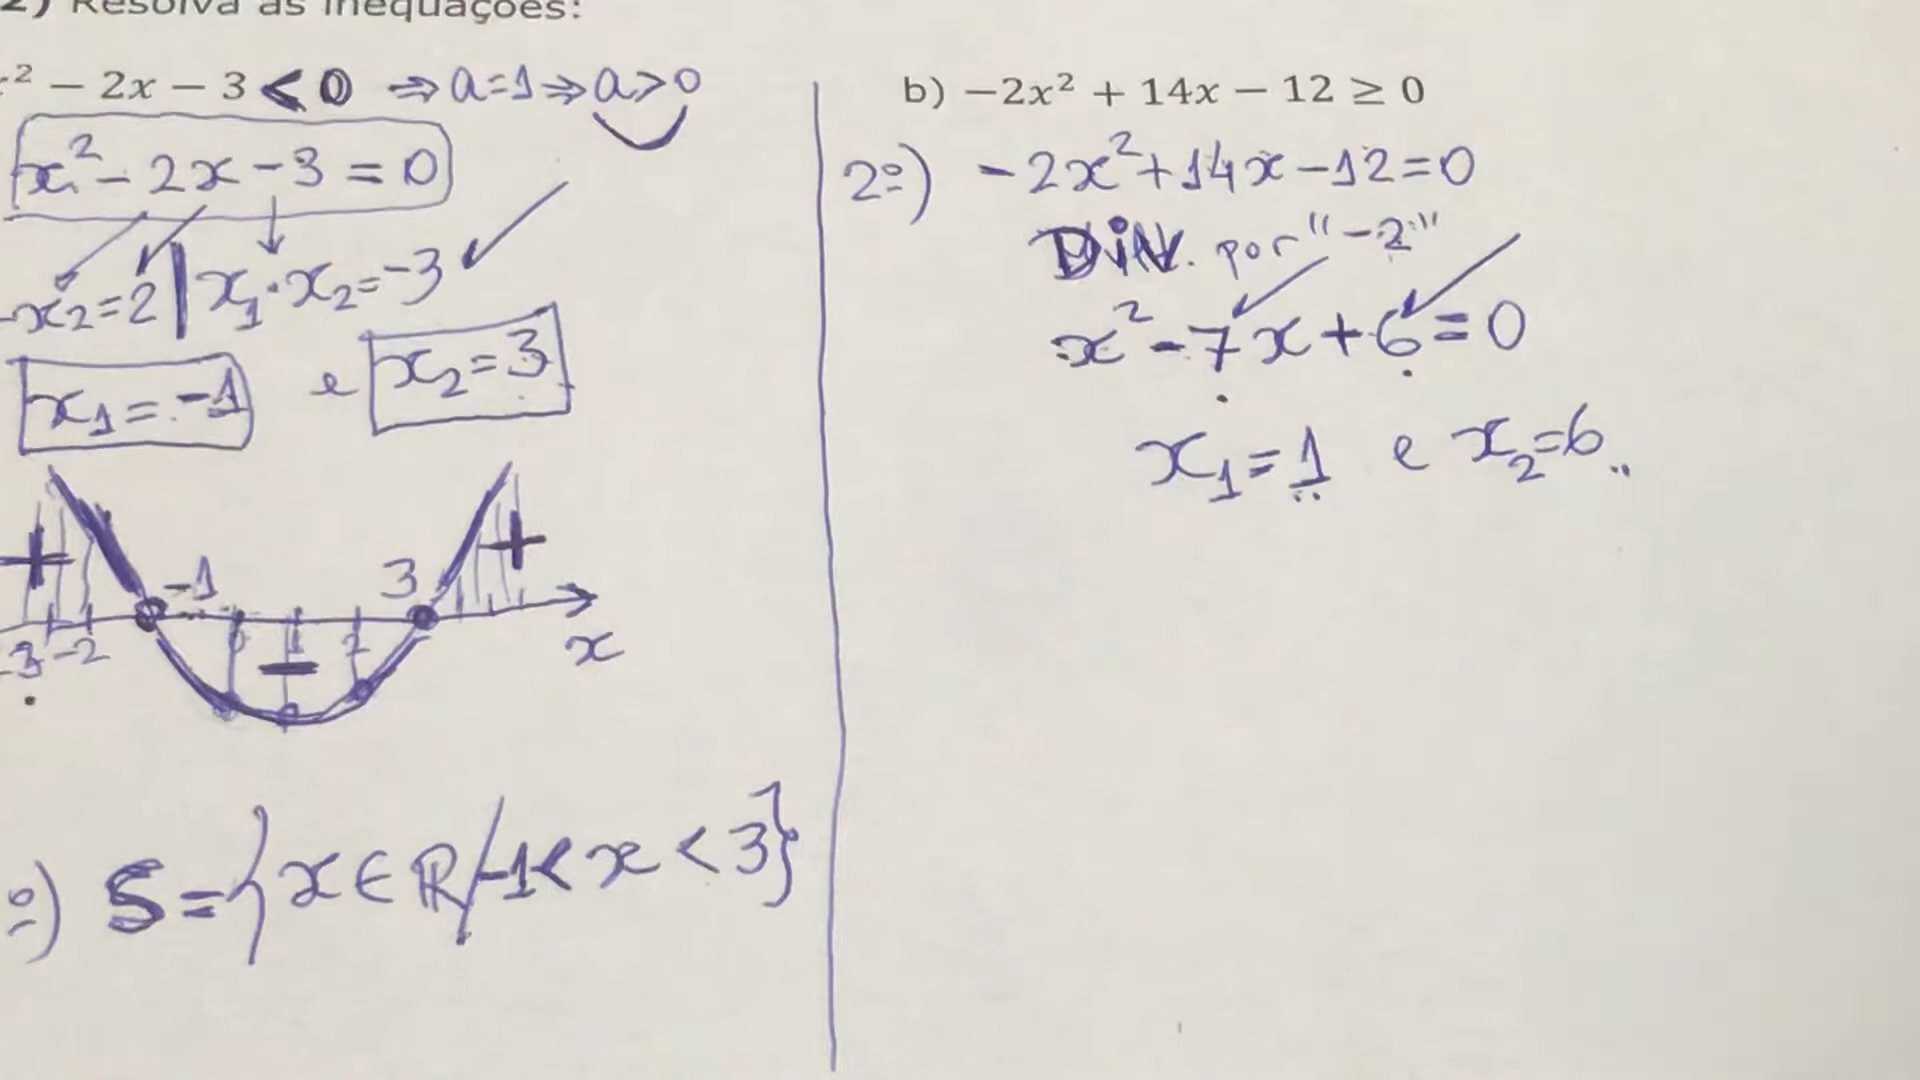 2) Resolva as inequações:
x² − 2x − 3 < 0 ⇒ a=1 ⇒ a>0
x² − 2x − 3 = 0
x₂ = 2 | x₁ · x₂ = −3
x₁ = −1 e x₂ = 3
+ −1 3 +
−3 −2 0 1 2 x
−
º) S = {x ∈ ℝ / −1 < x < 3}
b) −2x² + 14x − 12 ≥ 0
2º) −2x² + 14x − 12 = 0
Div. por "−2"
x² − 7x + 6 = 0
x₁ = 1 e x₂ = 6